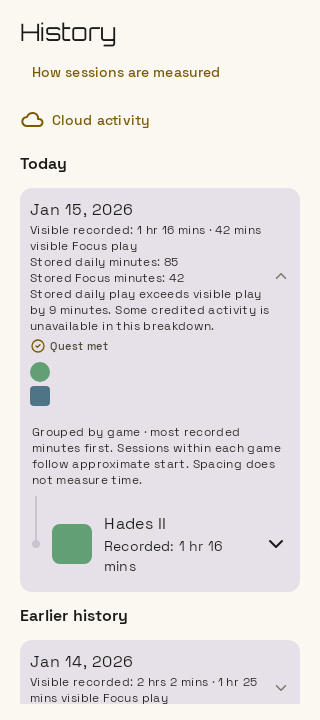 History
How sessions are measured
Cloud activity
Today
Jan 15, 2026
Visible recorded: 1 hr 16 mins · 42 mins
visible Focus play
Stored daily minutes: 85
Stored Focus minutes: 42
Stored daily play exceeds visible play
by 9 minutes. Some credited activity is
unavailable in this breakdown.
Quest met
Grouped by game · most recorded
minutes first. Sessions within each game
follow approximate start. Spacing does
not measure time.
Hades II
Recorded: 1 hr 16
mins
Earlier history
Jan 14, 2026
Visible recorded: 2 hrs 2 mins · 1 hr 25
mins visible Focus play